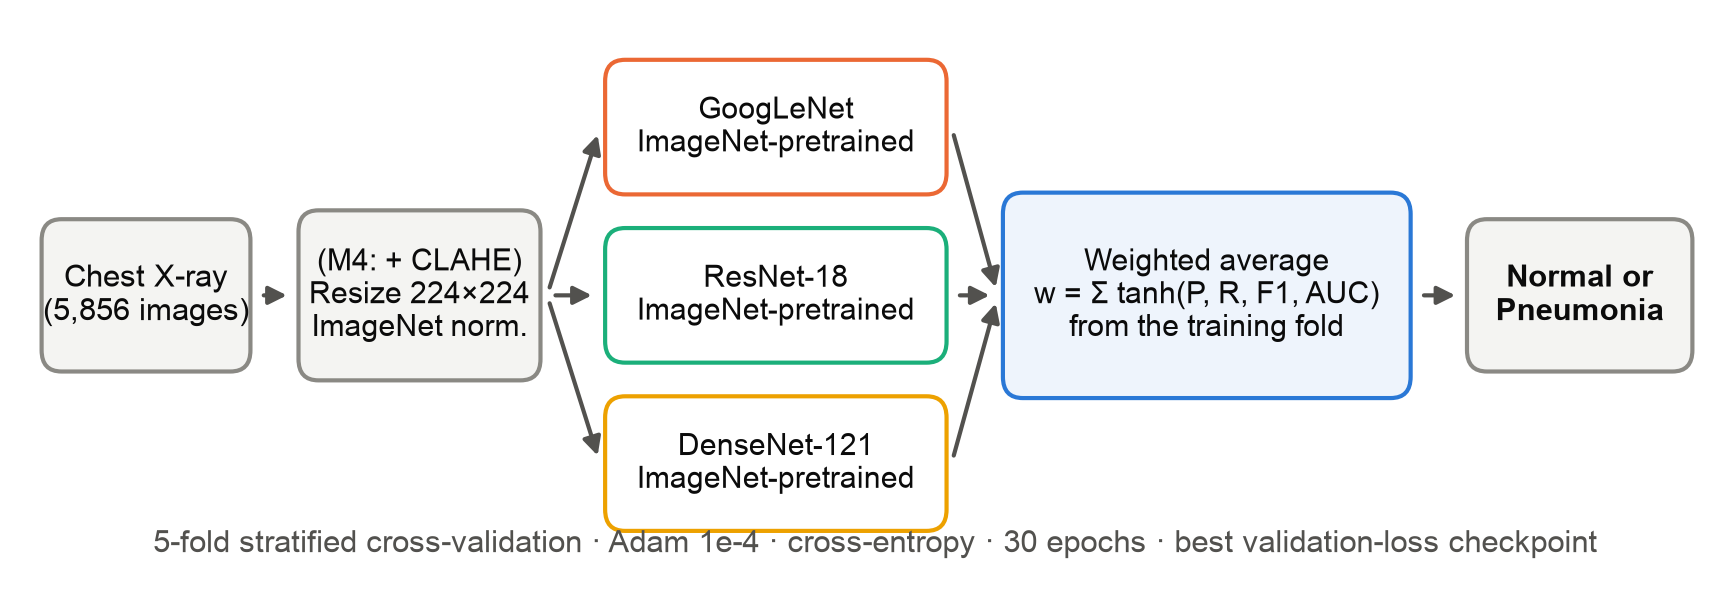 Chest X-ray
(5,856 images)
(M4: + CLAHE)
Resize 224×224
ImageNet norm.
GoogLeNet
ImageNet-pretrained
ResNet-18
ImageNet-pretrained
DenseNet-121
ImageNet-pretrained
Weighted average
w = Σ tanh(P, R, F1, AUC)
from the training fold
Normal or
Pneumonia
5-fold stratified cross-validation · Adam 1e-4 · cross-entropy · 30 epochs · best validation-loss checkpoint